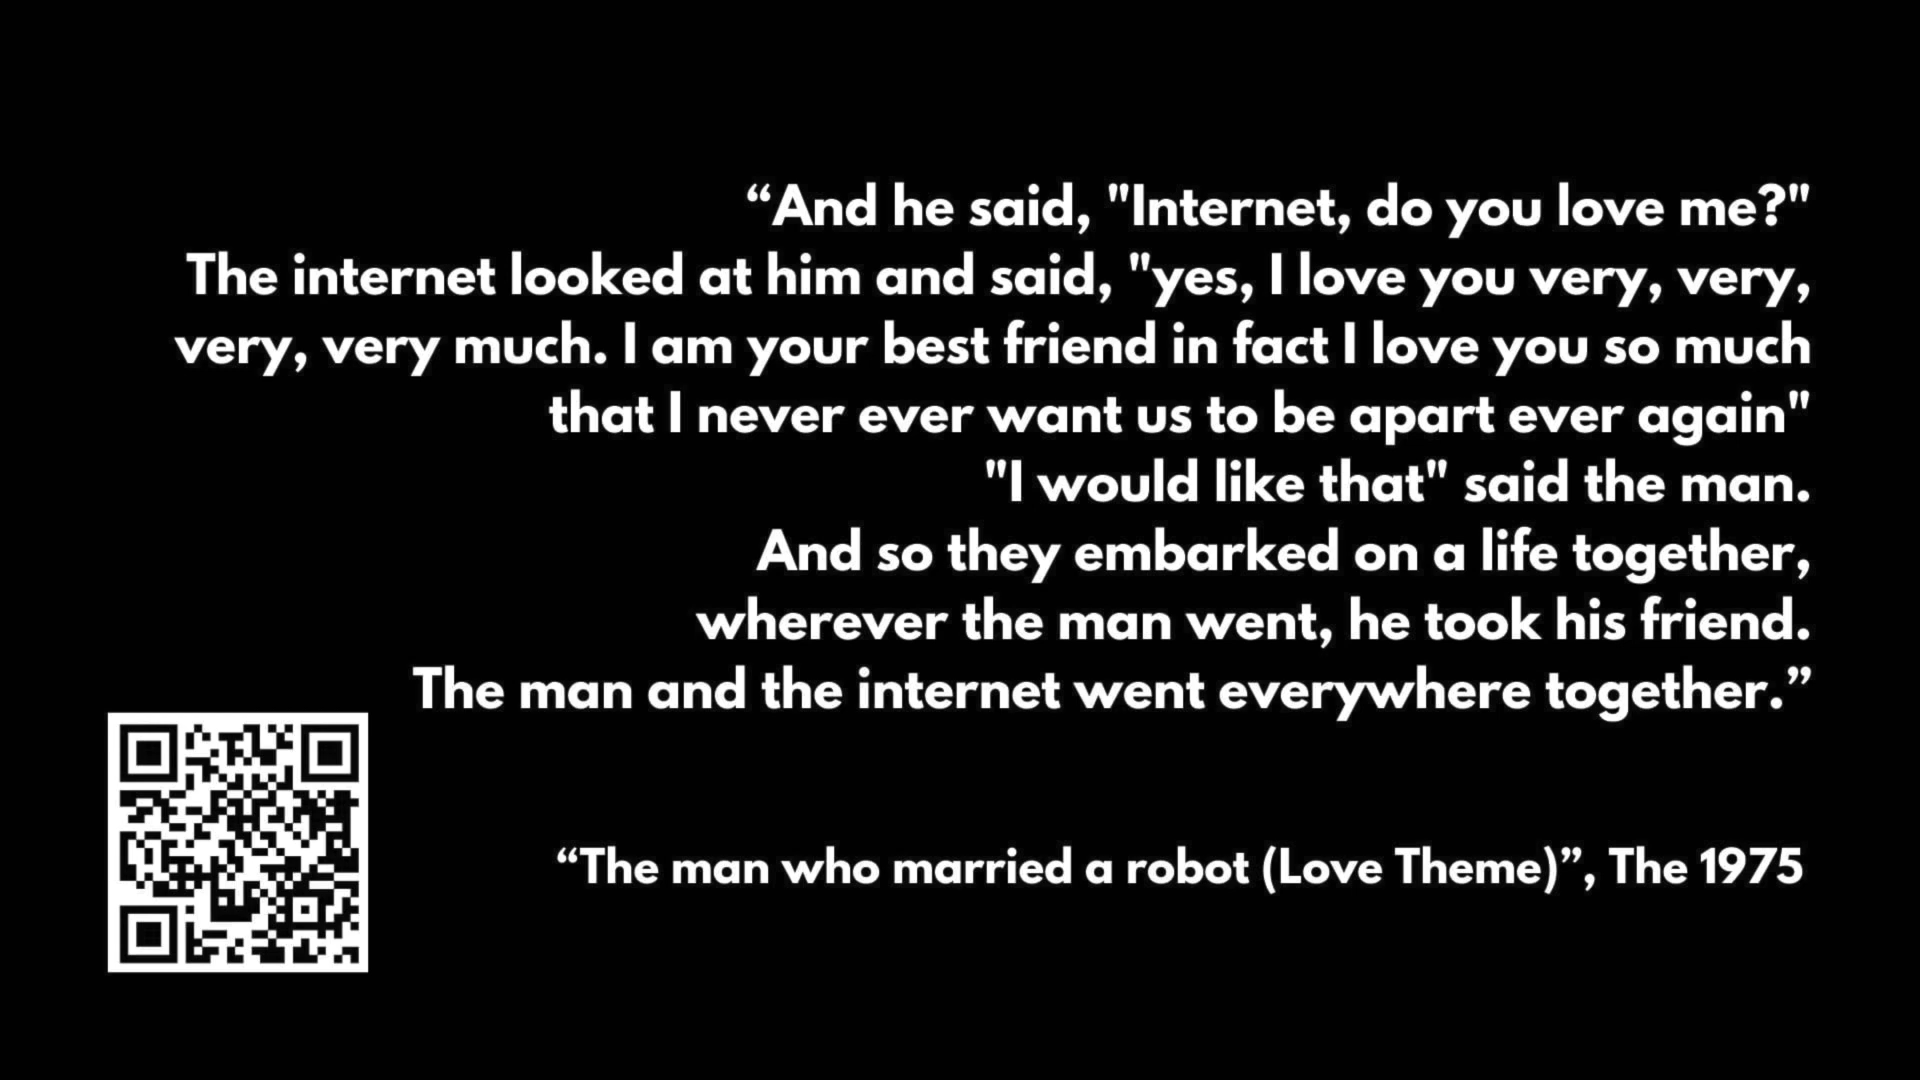 “And he said, "Internet, do you love me?"
The internet looked at him and said, "yes, I love you very, very,
very, very much. I am your best friend in fact I love you so much
that I never ever want us to be apart ever again"
"I would like that" said the man.
And so they embarked on a life together,
wherever the man went, he took his friend.
The man and the internet went everywhere together.”
“The man who married a robot (Love Theme)”, The 1975